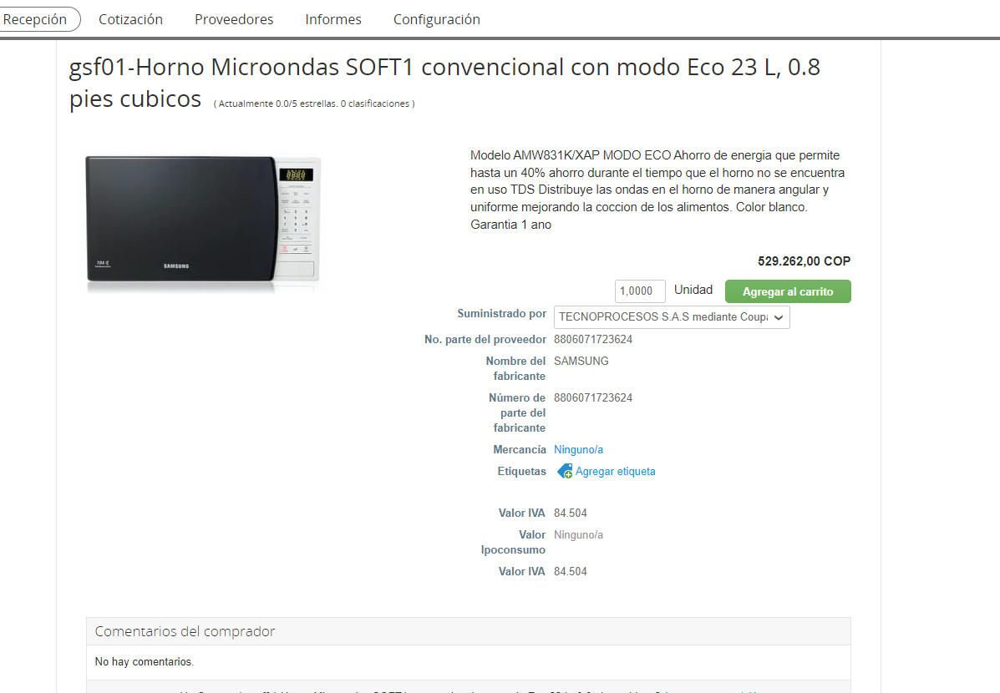 Recepción Cotización Proveedores Informes Configuración
gsf01-Horno Microondas SOFT1 convencional con modo Eco 23 L, 0.8
pies cubicos ( Actualmente 0.0/5 estrellas. 0 clasificaciones )
SAMSUNG
Modelo AMW831K/XAP MODO ECO Ahorro de energia que permite
hasta un 40% ahorro durante el tiempo que el horno no se encuentra
en uso TDS Distribuye las ondas en el horno de manera angular y
uniforme mejorando la coccion de los alimentos. Color blanco.
Garantia 1 ano
529.262,00 COP
1,0000 Unidad Agregar al carrito
Suministrado por TECNOPROCESOS S.A.S mediante Coupa
No. parte del proveedor 8806071723624
Nombre del SAMSUNG
fabricante
Número de 8806071723624
parte del
fabricante
Mercancía Ninguno/a
Etiquetas Agregar etiqueta
Valor IVA 84.504
Valor Ninguno/a
Ipoconsumo
Valor IVA 84.504
Comentarios del comprador
No hay comentarios.